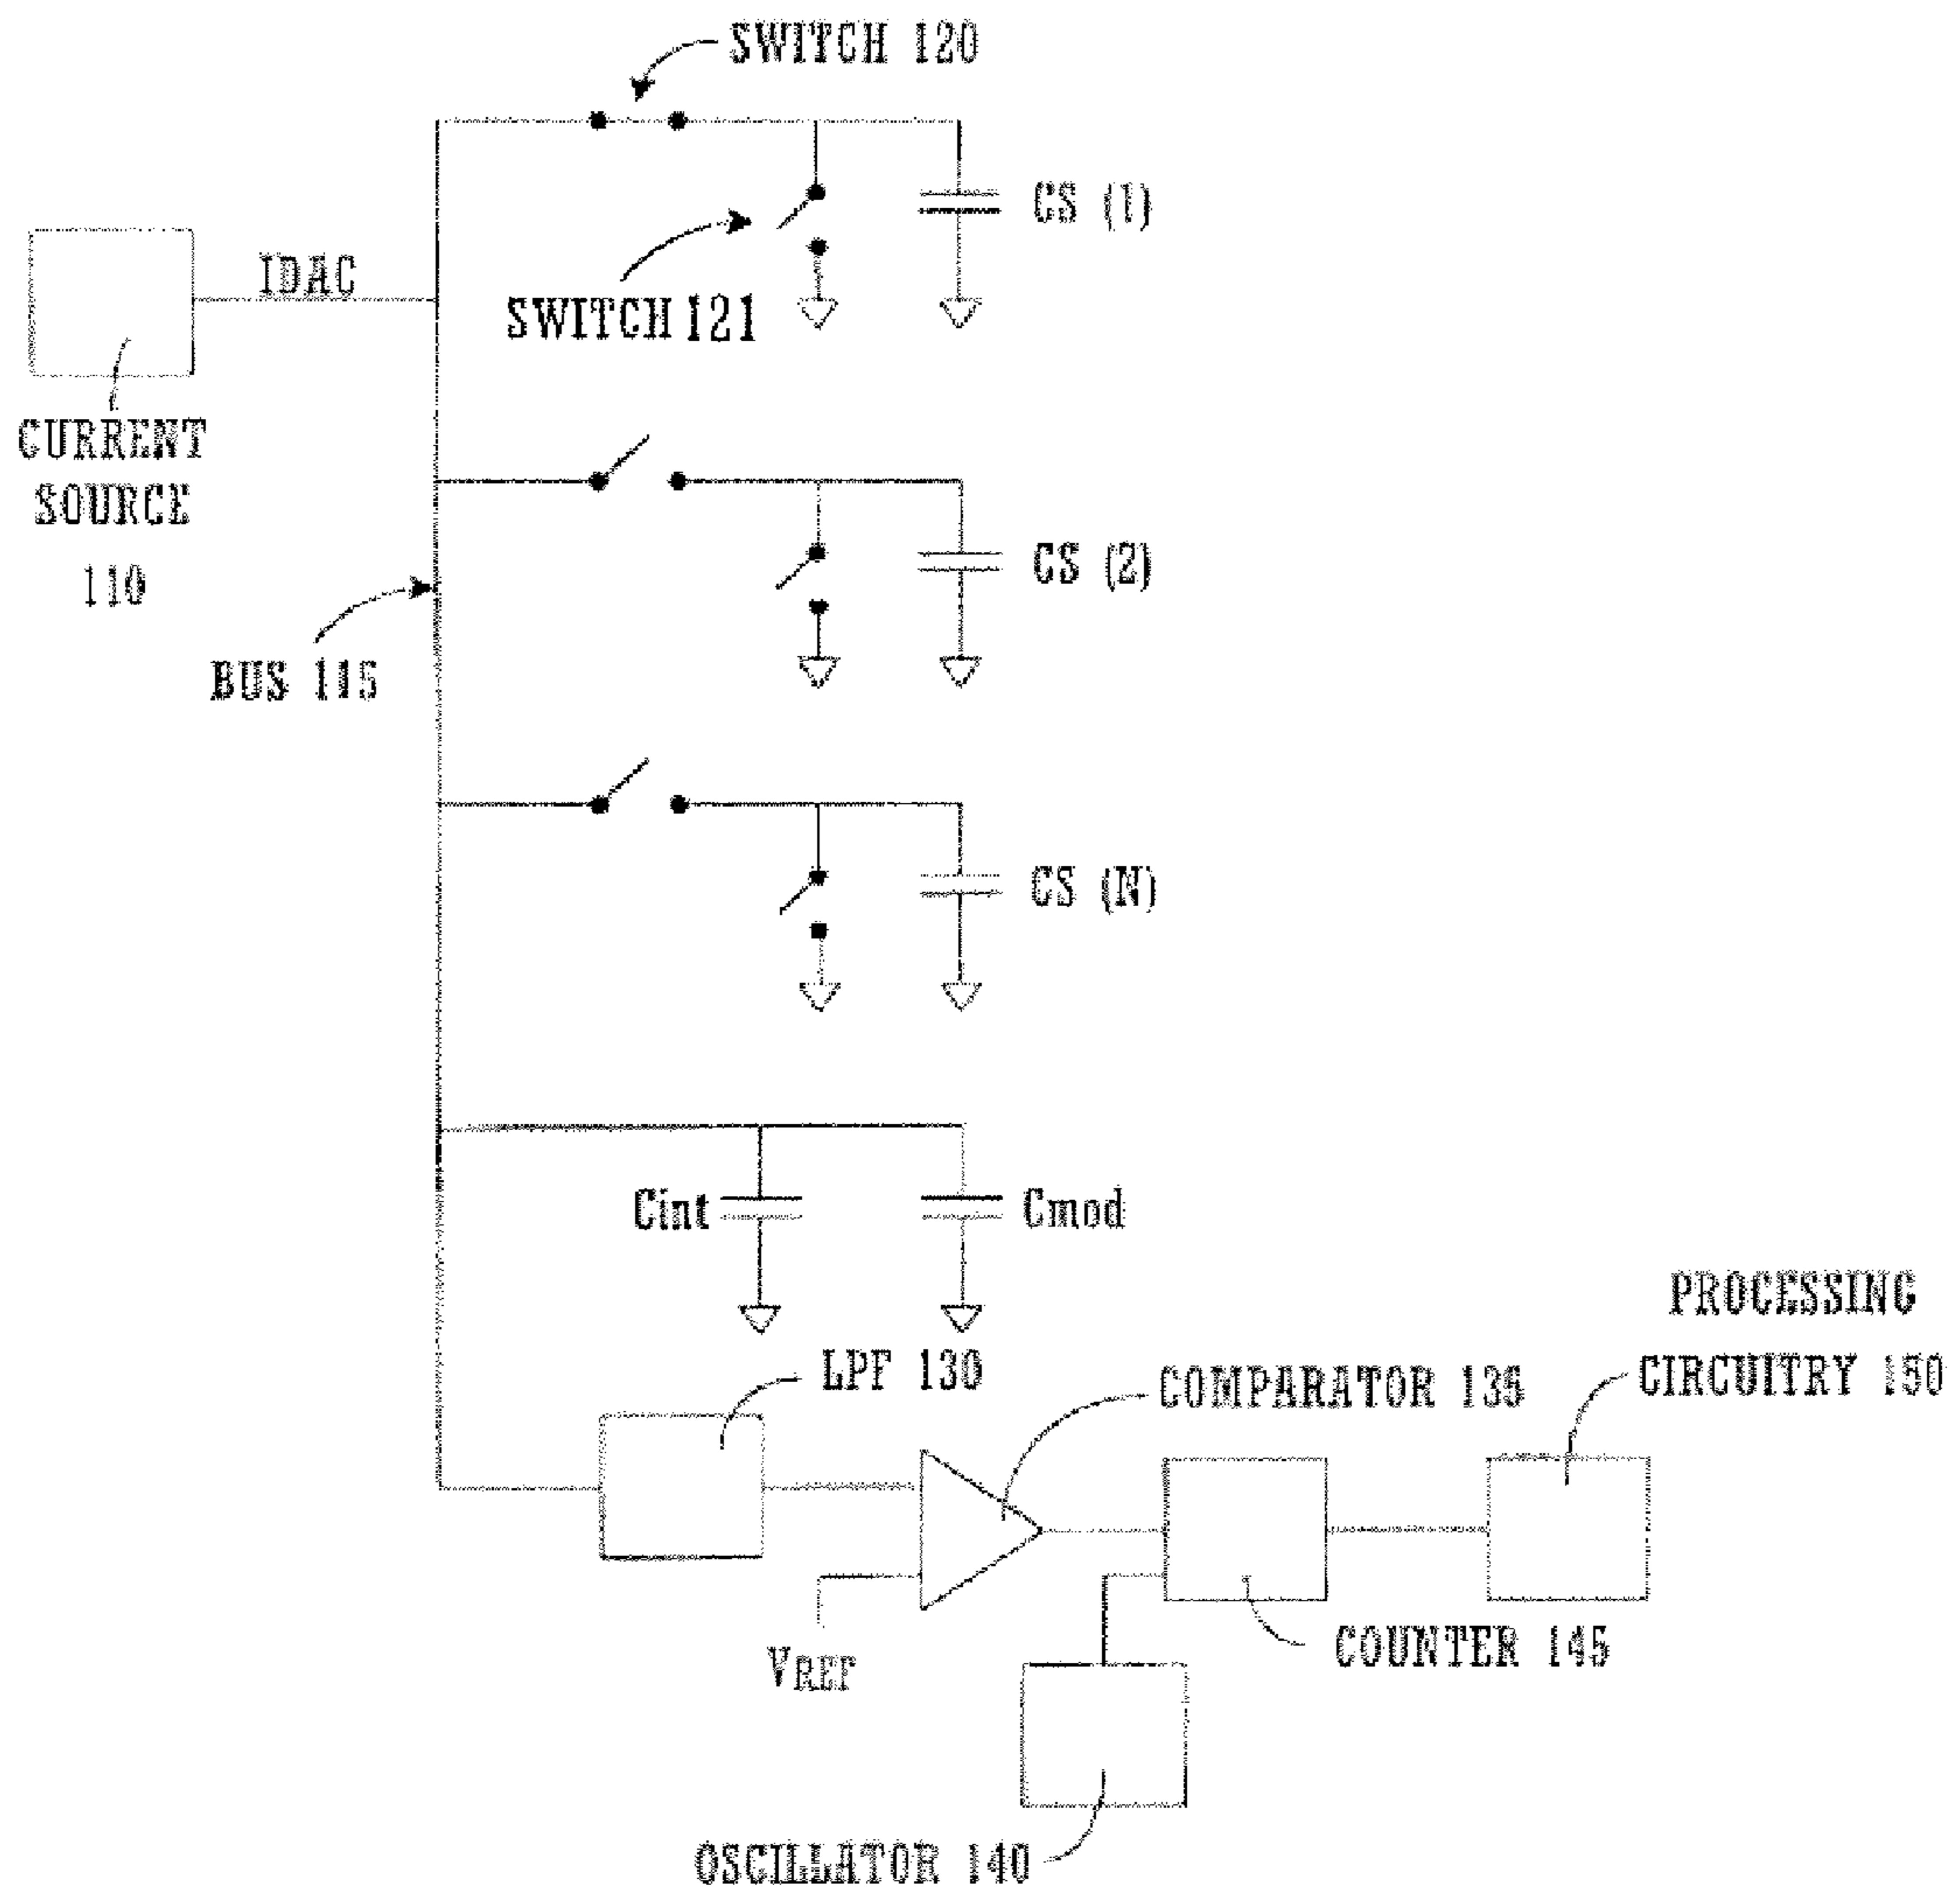 SWITCH 120
CS (1)
IDAC
SWITCH 121
CURRENT
SOURCE
110
CS (2)
BUS 115
CS (N)
Cint
Cmod
PROCESSING
CIRCUITRY 150
LPF 130
COMPARATOR 135
COUNTER 145
VREF
OSCILLATOR 140